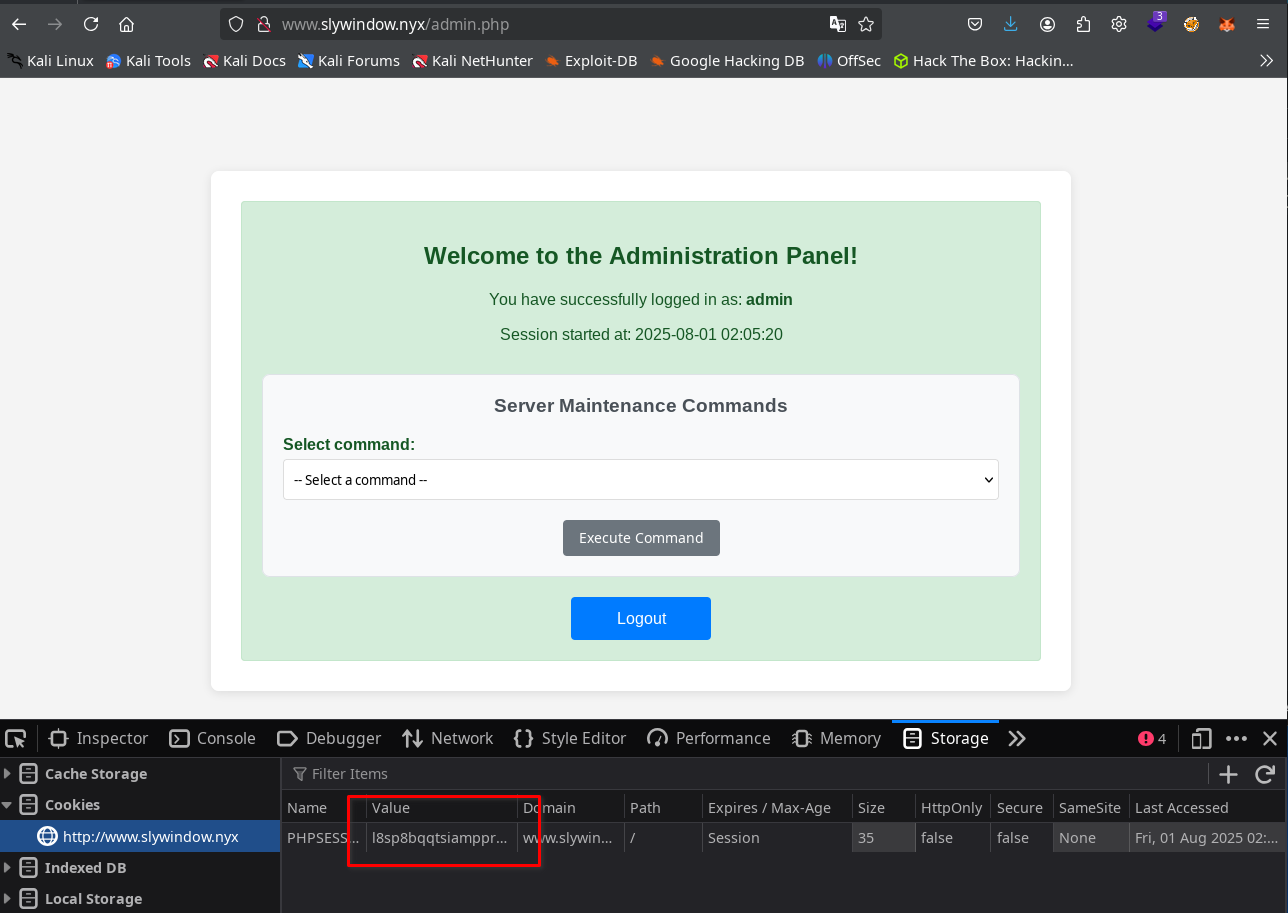 www.slywindow.nyx/admin.php
3
Kali Linux Kali Tools Kali Docs Kali Forums Kali NetHunter Exploit-DB Google Hacking DB OffSec Hack The Box: Hackin...
Welcome to the Administration Panel!
You have successfully logged in as: admin
Session started at: 2025-08-01 02:05:20
Server Maintenance Commands
Select command:
-- Select a command --
Execute Command
Logout
Inspector Console Debugger Network Style Editor Performance Memory Storage 4
Cache Storage
Filter Items
Cookies
Name Value Domain Path Expires / Max-Age Size HttpOnly Secure SameSite Last Accessed
http://www.slywindow.nyx
PHPSESS... l8sp8bqqtsiamppr... www.slywin... / Session 35 false false None Fri, 01 Aug 2025 02:...
Indexed DB
Local Storage